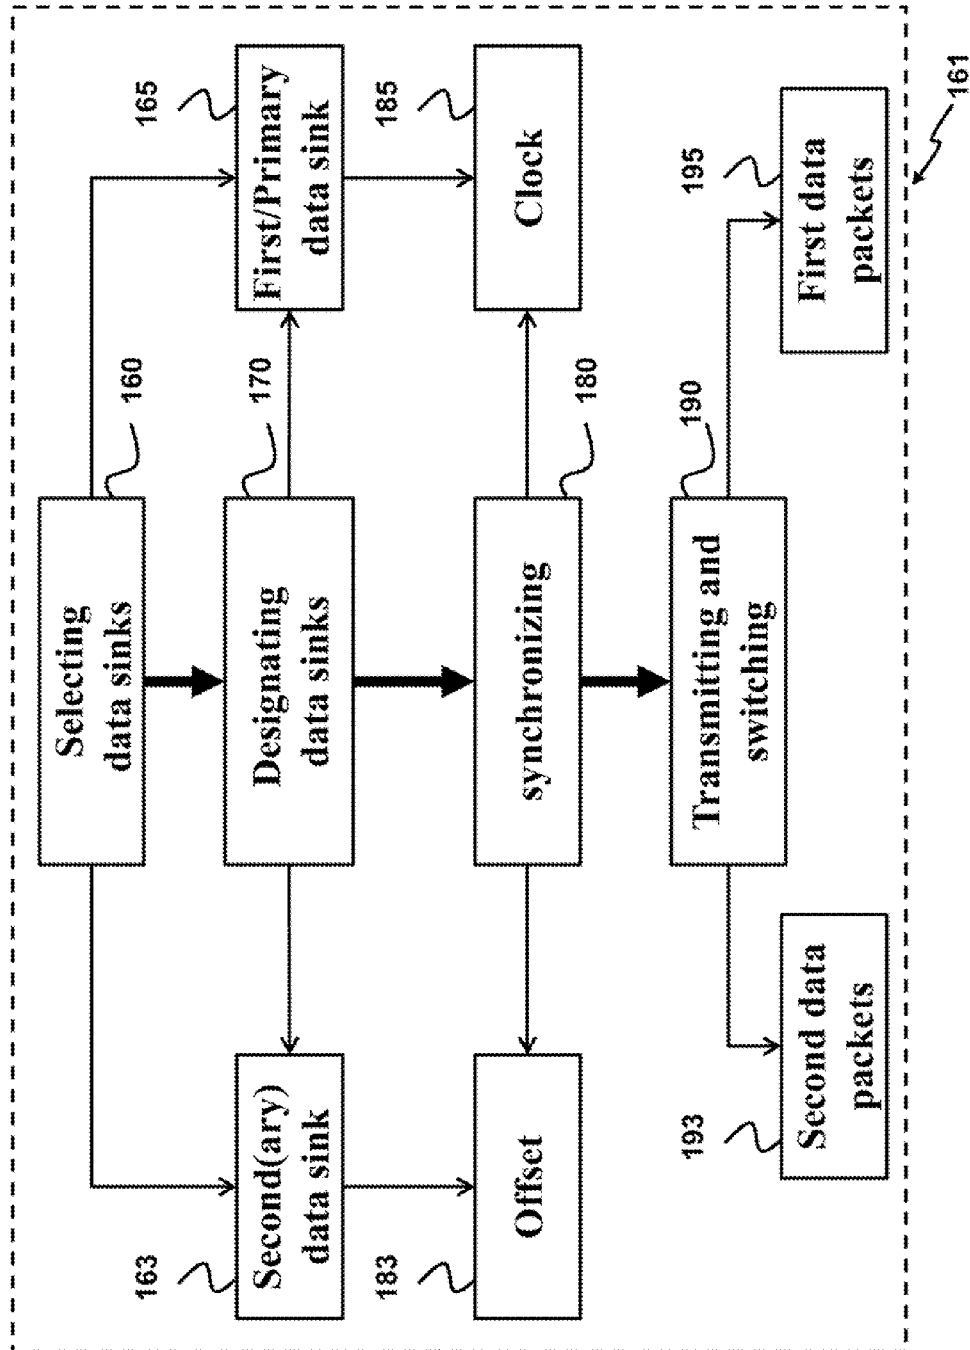 Selecting
data sinks
160
Designating
data sinks
170
First/Primary
data sink
165
Second(ary)
data sink
163
synchronizing
180
Clock
185
Offset
183
Transmitting and
switching
190
First data
packets
195
Second data
packets
193
161